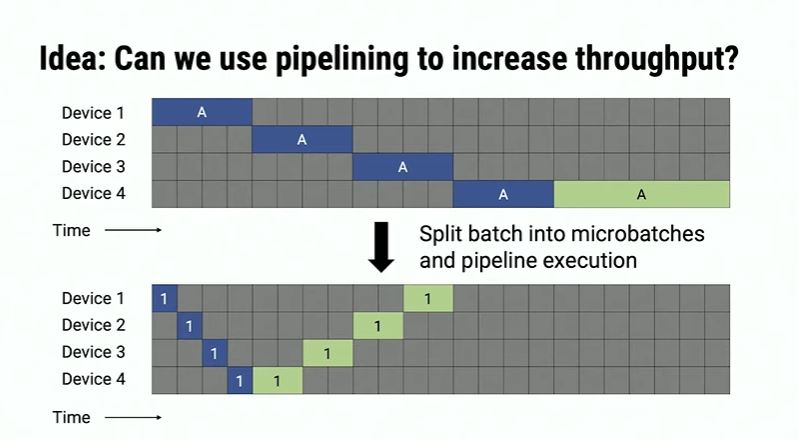 Idea: Can we use pipelining to increase throughput?
Device 1 A
Device 2 A
Device 3 A
Device 4 A A
Time
Split batch into microbatches
and pipeline execution
Device 1 1 1
Device 2 1 1
Device 3 1 1
Device 4 1 1
Time